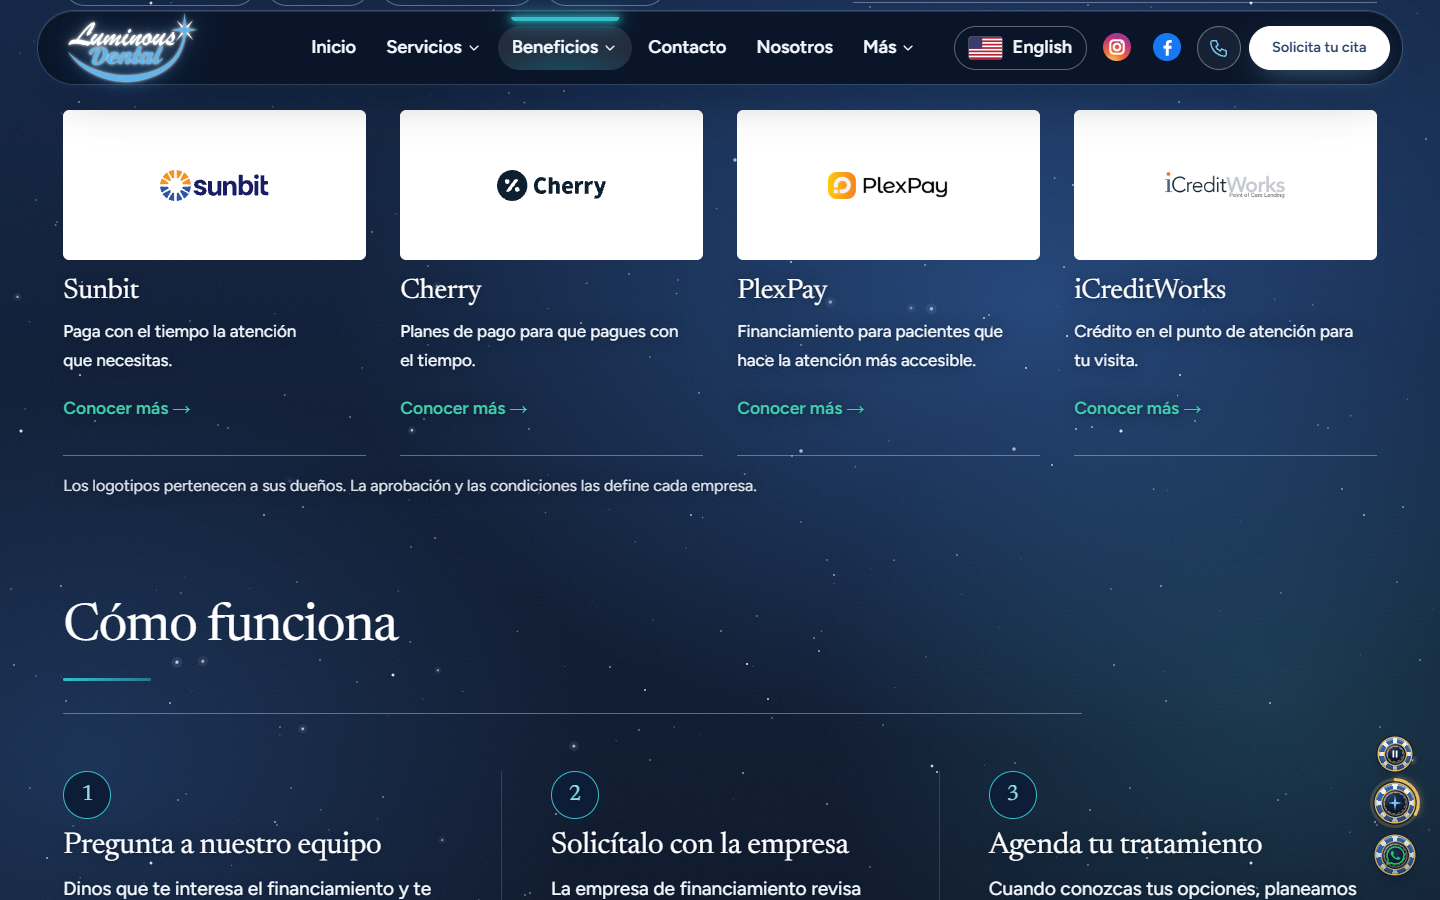 Luminous
Dental
Inicio
Servicios
Beneficios
Contacto
Nosotros
Más
English
Solicita tu cita
sunbit
Cherry
PlexPay
iCreditWorks
Point of Care Lending
Sunbit
Cherry
PlexPay
iCreditWorks
Paga con el tiempo la atención
que necesitas.
Planes de pago para que pagues con
el tiempo.
Financiamiento para pacientes que
hace la atención más accesible.
Crédito en el punto de atención para
tu visita.
Conocer más →
Conocer más →
Conocer más →
Conocer más →
Los logotipos pertenecen a sus dueños. La aprobación y las condiciones las define cada empresa.
Cómo funciona
1
2
3
Pregunta a nuestro equipo
Solicítalo con la empresa
Agenda tu tratamiento
Dinos que te interesa el financiamiento y te
La empresa de financiamiento revisa
Cuando conozcas tus opciones, planeamos